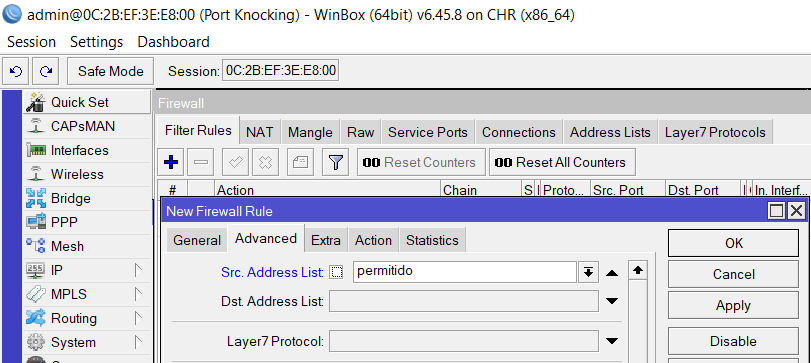 admin@0C:2B:EF:3E:E8:00 (Port Knocking) - WinBox (64bit) v6.45.8 on CHR (x86_64)
Session Settings Dashboard
Safe Mode Session: 0C:2B:EF:3E:E8:00
Quick Set
CAPsMAN
Interfaces
Wireless
Bridge
PPP
Mesh
IP
MPLS
Routing
System
Firewall
Filter Rules NAT Mangle Raw Service Ports Connections Address Lists Layer7 Protocols
00 Reset Counters 00 Reset All Counters
# Action Chain S Proto... Src. Port Dst. Port In. Interf...
New Firewall Rule
General Advanced Extra Action Statistics
Src. Address List: permitido
Dst. Address List:
Layer7 Protocol:
OK
Cancel
Apply
Disable